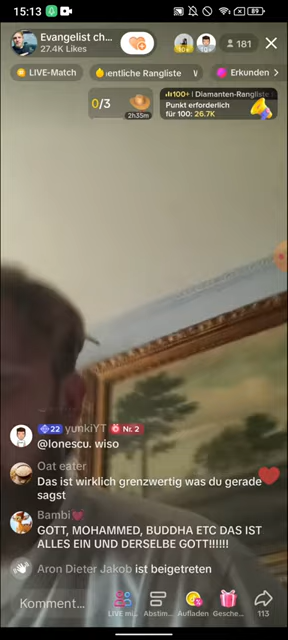 15:13
89
Evangelist ch...
27.4K Likes
10+
181
LIVE-Match
entliche Rangliste
Erkunden
0/3
2h35m
100+ | Diamanten-Rangliste
Punkt erforderlich
für 100: 26.7K
22 yunkiYT Nr. 2
@Ionescu. wiso
Oat eater
Das ist wirklich grenzwertig was du gerade
sagst
Bambi
GOTT, MOHAMMED, BUDDHA ETC DAS IST
ALLES EIN UND DERSELBE GOTT!!!!!!
Aron Dieter Jakob ist beigetreten
Komment...
LIVE mi...
Abstim...
Aufladen
Gesche...
113